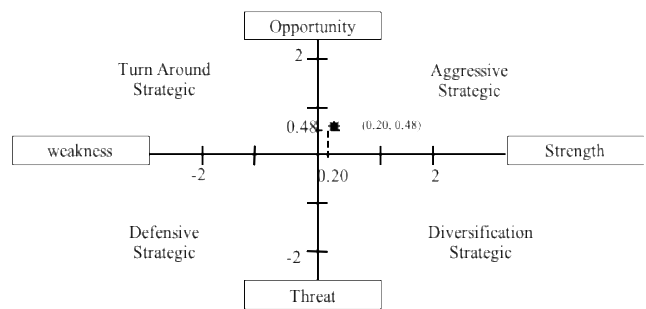 Opportunity
2
Turn Around
Strategic
Aggressive
Strategic
0.48
(0.20, 0.48)
weakness
Strength
-2
0.20
2
Defensive
Strategic
Diversification
Strategic
-2
Threat